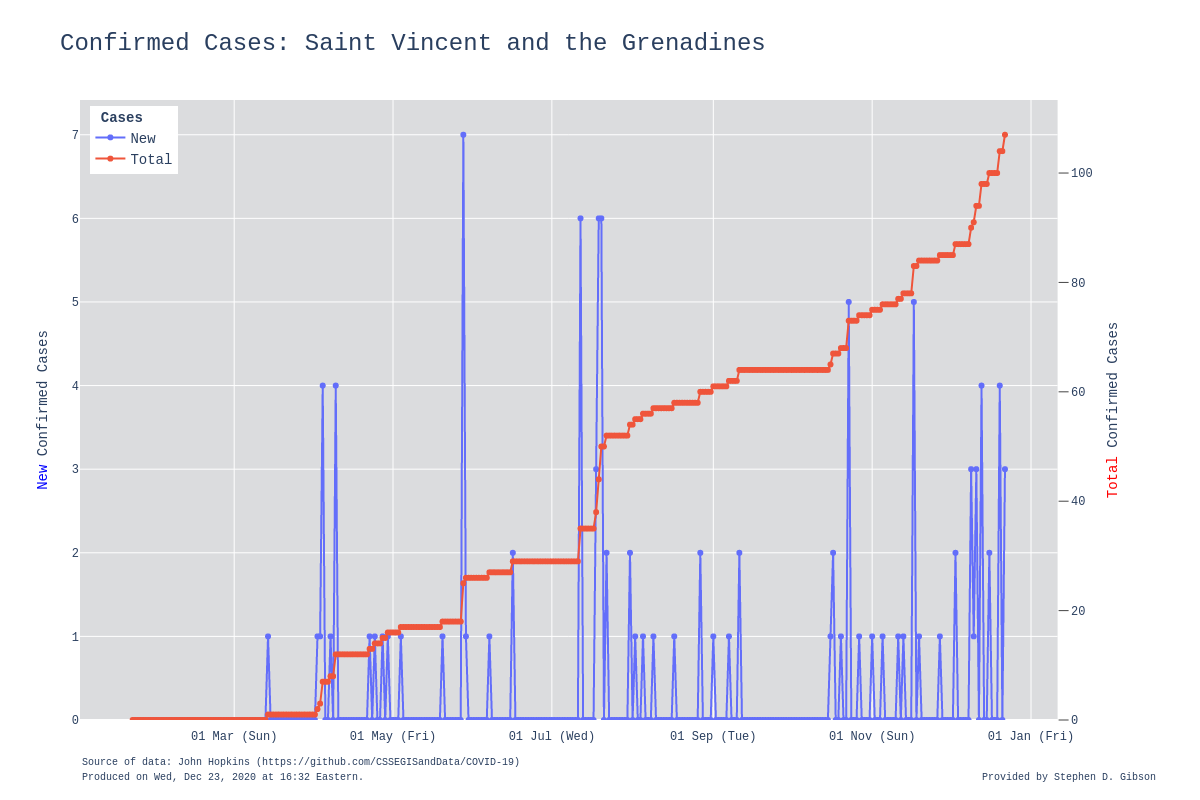 Confirmed Cases: Saint Vincent and the Grenadines
Cases
New
Total
7
6
5
4
3
2
1
0
New Confirmed Cases
100
80
60
40
20
0
Total Confirmed Cases
01 Mar (Sun)
01 May (Fri)
01 Jul (Wed)
01 Sep (Tue)
01 Nov (Sun)
01 Jan (Fri)
Source of data: John Hopkins (https://github.com/CSSEGISandData/COVID-19)
Produced on Wed, Dec 23, 2020 at 16:32 Eastern.
Provided by Stephen D. Gibson